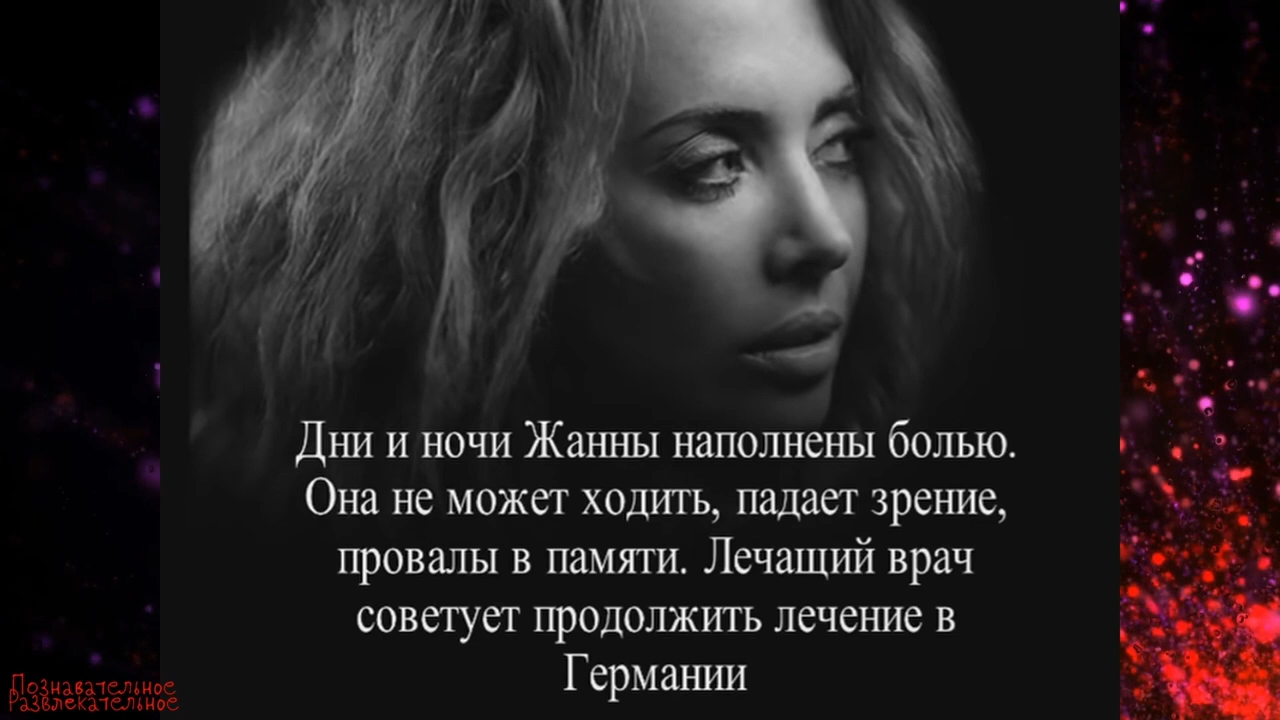 Дни и ночи Жанны наполнены болью.
Она не может ходить, падает зрение,
провалы в памяти. Лечащий врач
советует продолжить лечение в
Германии
Познавательное
Развлекательное